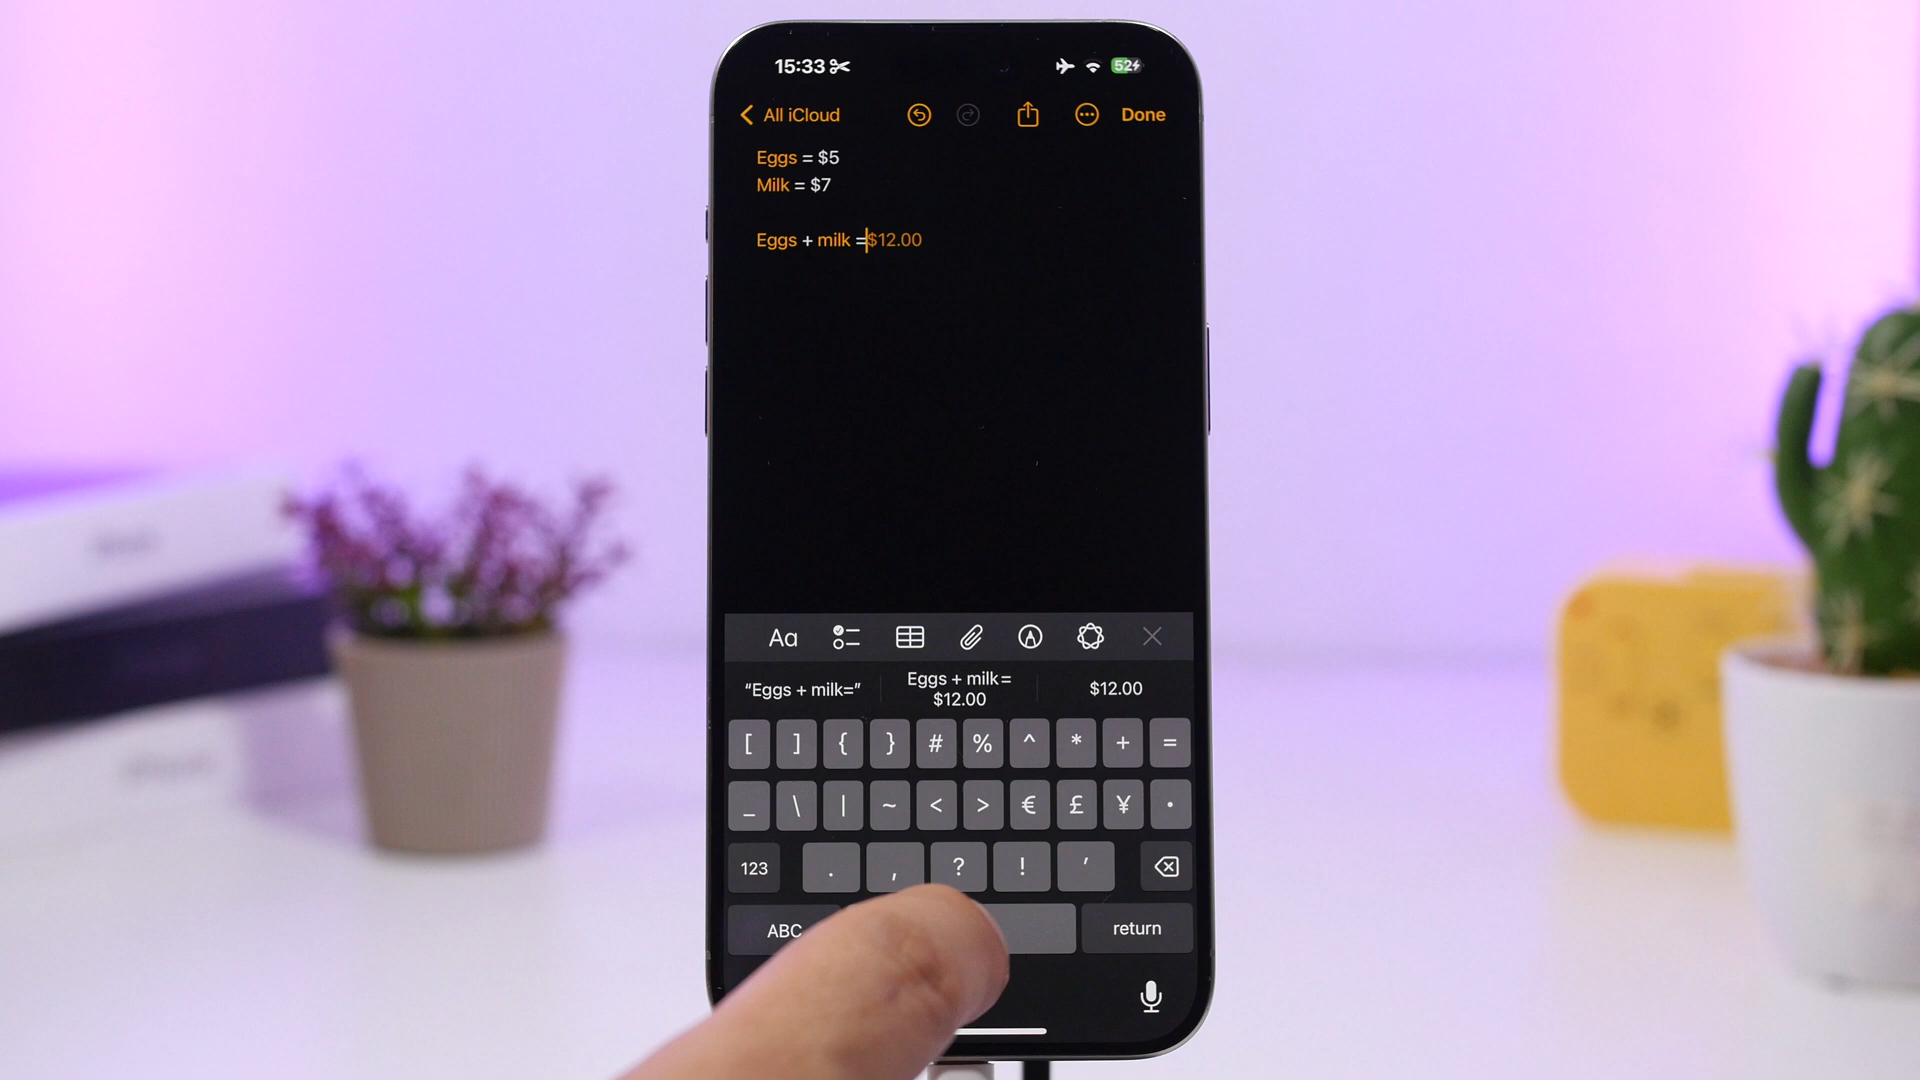 15:33
52
All iCloud
Done
Eggs = $5
Milk = $7
Eggs + milk =$12.00
Aa
“Eggs + milk=”
Eggs + milk=
$12.00
$12.00
[ ] { } # % ^ * + =
_ \ | ~ < > € £ ¥ •
123 . , ? ! ’
ABC
return